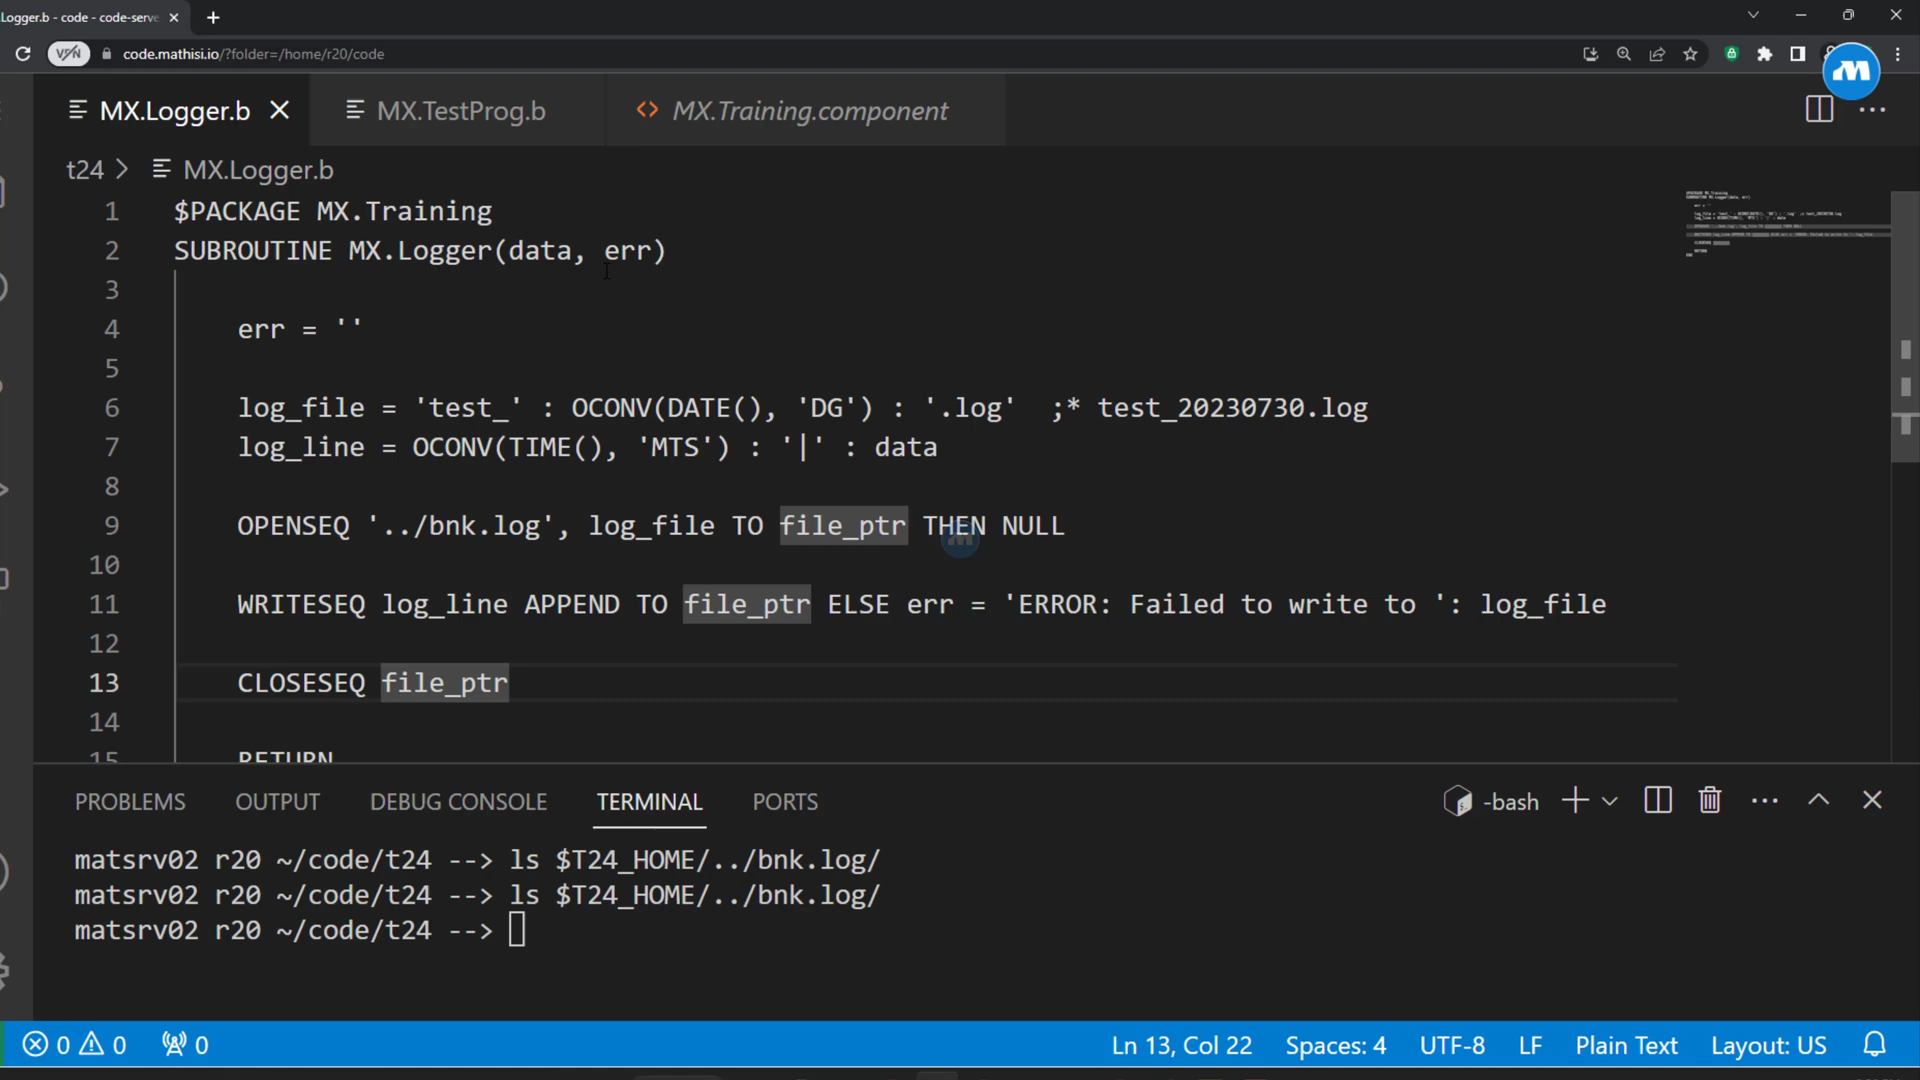 Logger.b - code - code-serve
code.mathisi.io/?folder=/home/r20/code
MX.Logger.b
MX.TestProg.b
MX.Training.component
t24 > MX.Logger.b
1 $PACKAGE MX.Training
2 SUBROUTINE MX.Logger(data, err)
3
4 err = ''
5
6 log_file = 'test_' : OCONV(DATE(), 'DG') : '.log' ;* test_20230730.log
7 log_line = OCONV(TIME(), 'MTS') : '|' : data
8
9 OPENSEQ '../bnk.log', log_file TO file_ptr THEN NULL
10
11 WRITESEQ log_line APPEND TO file_ptr ELSE err = 'ERROR: Failed to write to ': log_file
12
13 CLOSESEQ file_ptr
14
15 RETURN
PROBLEMS OUTPUT DEBUG CONSOLE TERMINAL PORTS
-bash
matsrv02 r20 ~/code/t24 --> ls $T24_HOME/../bnk.log/
matsrv02 r20 ~/code/t24 --> ls $T24_HOME/../bnk.log/
matsrv02 r20 ~/code/t24 -->
0 0 0
Ln 13, Col 22 Spaces: 4 UTF-8 LF Plain Text Layout: US